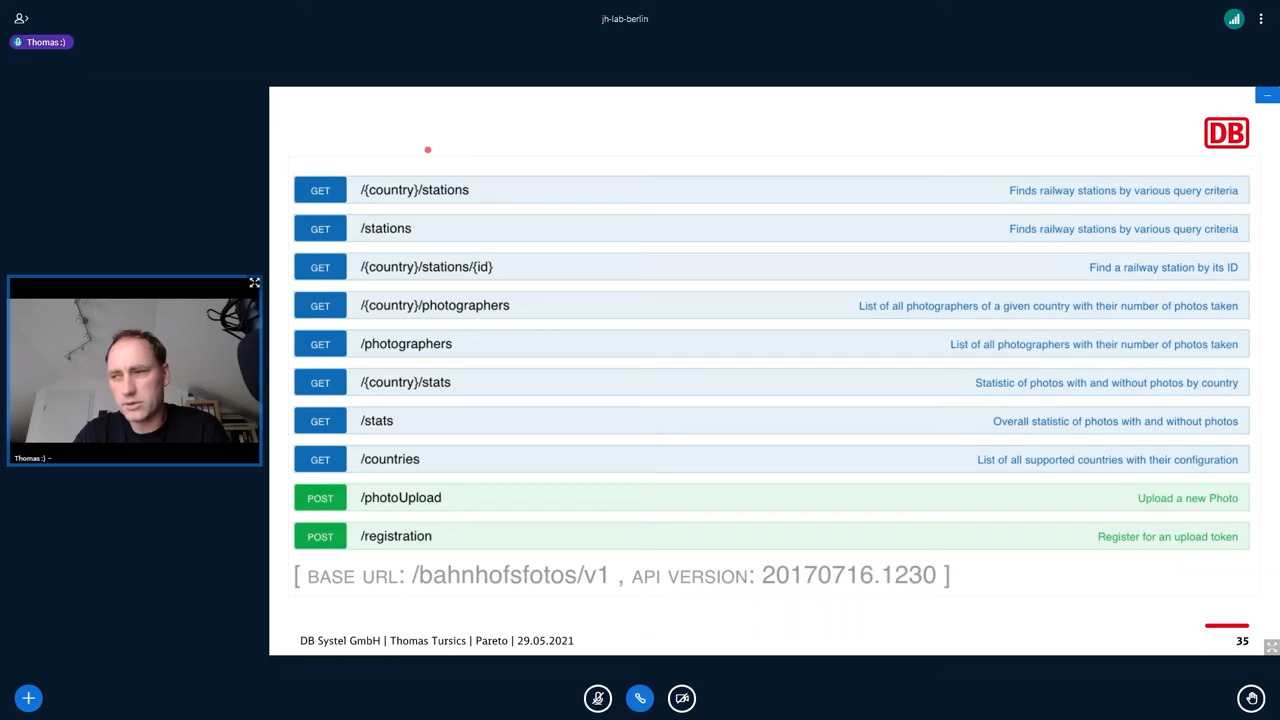 jh-lab-berlin
Thomas :)
DB
GET /{country}/stations Finds railway stations by various query criteria
GET /stations Finds railway stations by various query criteria
GET /{country}/stations/{id} Find a railway station by its ID
GET /{country}/photographers List of all photographers of a given country with their number of photos taken
GET /photographers List of all photographers with their number of photos taken
GET /{country}/stats Statistic of photos with and without photos by country
GET /stats Overall statistic of photos with and without photos
GET /countries List of all supported countries with their configuration
POST /photoUpload Upload a new Photo
POST /registration Register for an upload token
[ BASE URL: /bahnhofsfotos/v1 , API VERSION: 20170716.1230 ]
Thomas :)
DB Systel GmbH | Thomas Tursics | Pareto | 29.05.2021
35